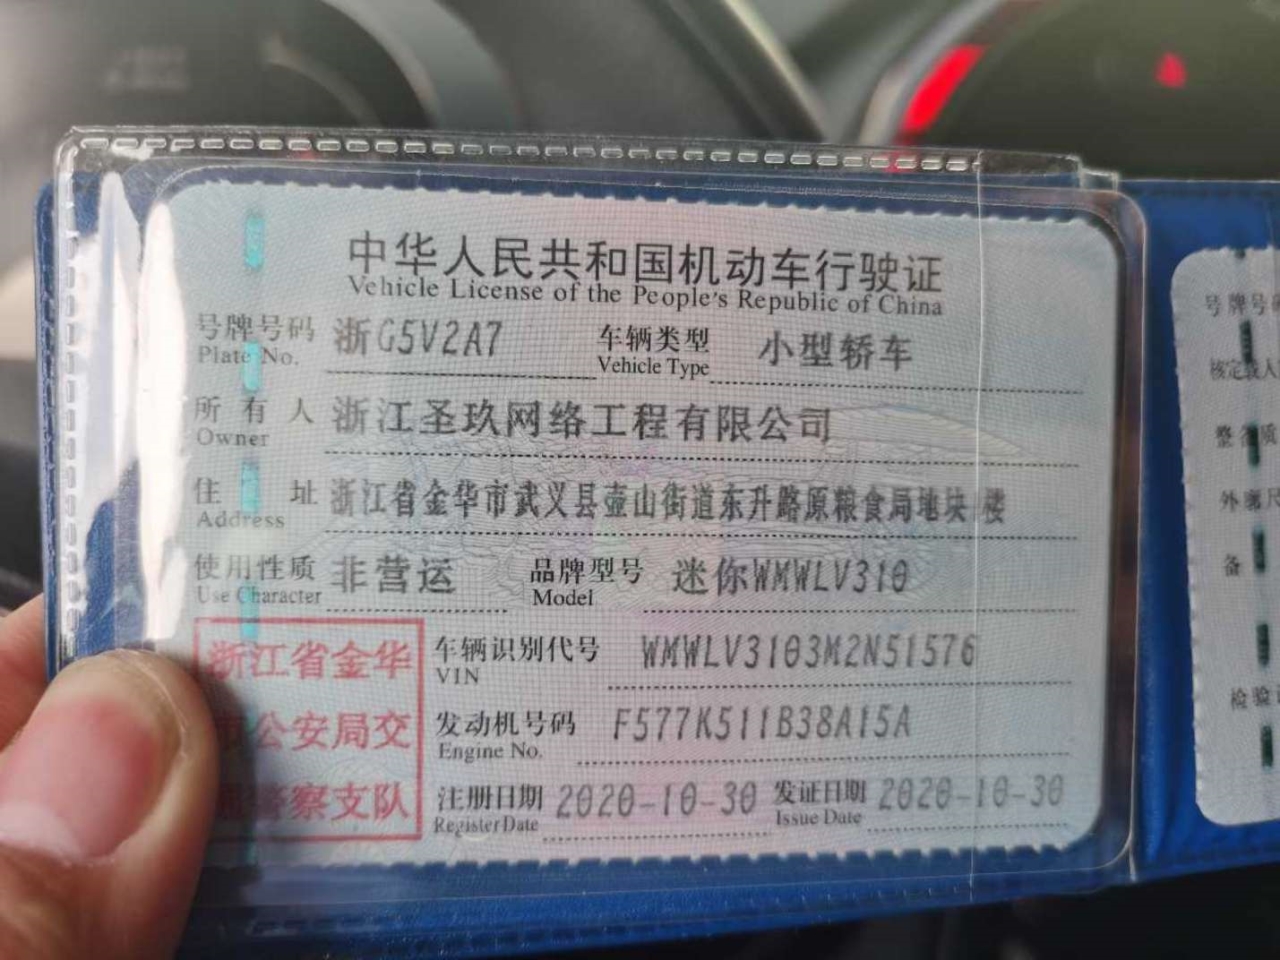 中华人民共和国机动车行驶证
Vehicle License of the People's Republic of China
号牌号码 浙G5V2A7 车辆类型 小型轿车
Plate No. Vehicle Type
所有人 浙江圣玖网络工程有限公司
Owner
住址 浙江省金华市武义县壶山街道东升路原粮食局地块 楼
Address
使用性质 非营运 品牌型号 迷你WMWLV310
Use Character Model
浙江省金华
公安局交
警察支队
车辆识别代号 WMWLV3103M2N51576
VIN
发动机号码 F577K511B38A15A
Engine No.
注册日期 2020-10-30 发证日期 2020-10-30
Register Date Issue Date
号牌号
核定载人
整备质
外廓尺
备
检验